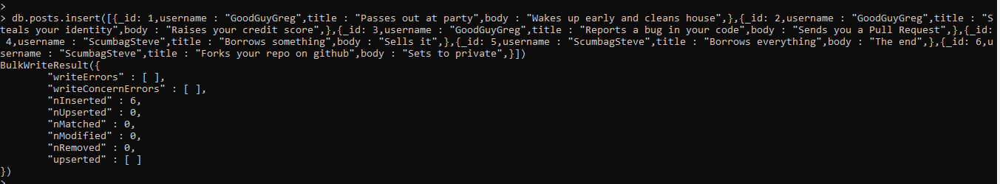 >
> db.posts.insert([{_id: 1,username : "GoodGuyGreg",title : "Passes out at party",body : "Wakes up early and cleans house",},{_id: 2,username : "GoodGuyGreg",title : "S
teals your identity",body : "Raises your credit score",},{_id: 3,username : "GoodGuyGreg",title : "Reports a bug in your code",body : "Sends you a Pull Request",},{_id:
 4,username : "ScumbagSteve",title : "Borrows something",body : "Sells it",},{_id: 5,username : "ScumbagSteve",title : "Borrows everything",body : "The end",},{_id: 6,u
sername : "ScumbagSteve",title : "Forks your repo on github",body : "Sets to private",}])
BulkWriteResult({
        "writeErrors" : [ ],
        "writeConcernErrors" : [ ],
        "nInserted" : 6,
        "nUpserted" : 0,
        "nMatched" : 0,
        "nModified" : 0,
        "nRemoved" : 0,
        "upserted" : [ ]
})
>